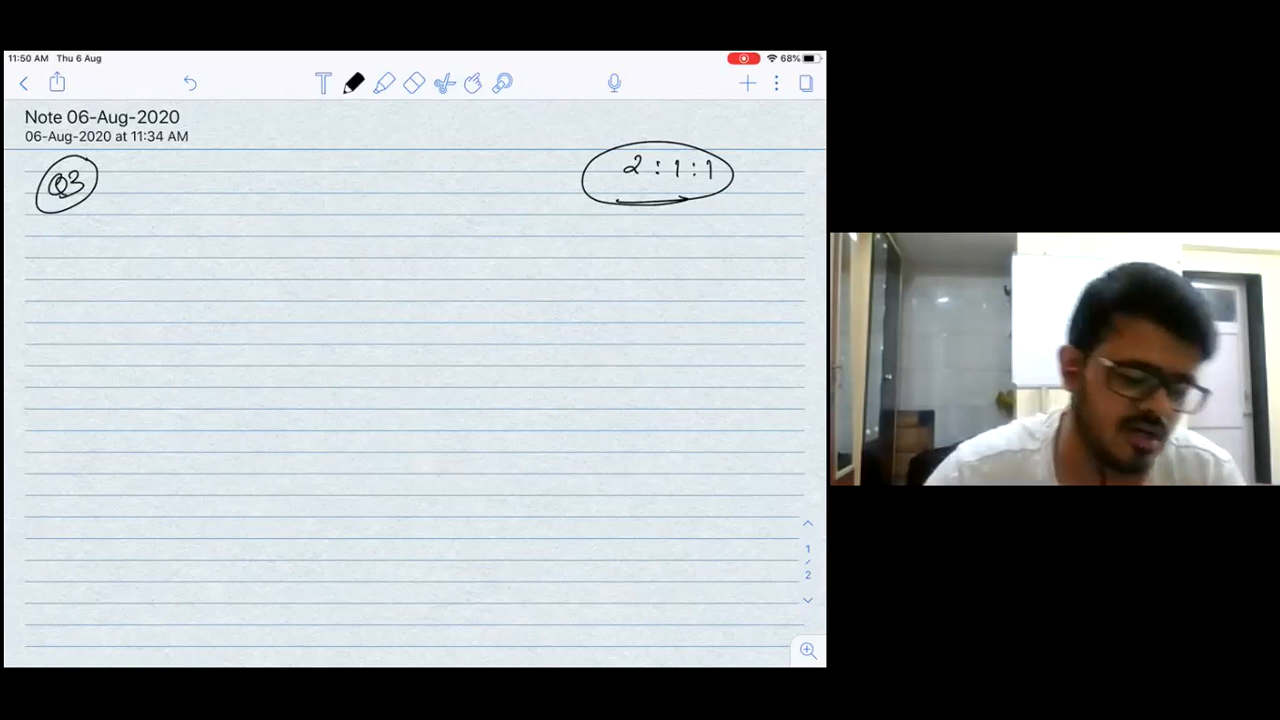 11:50 AM Thu 6 Aug 68%
T
Note 06-Aug-2020
06-Aug-2020 at 11:34 AM
Q3
2 : 1 : 1
1
/
2